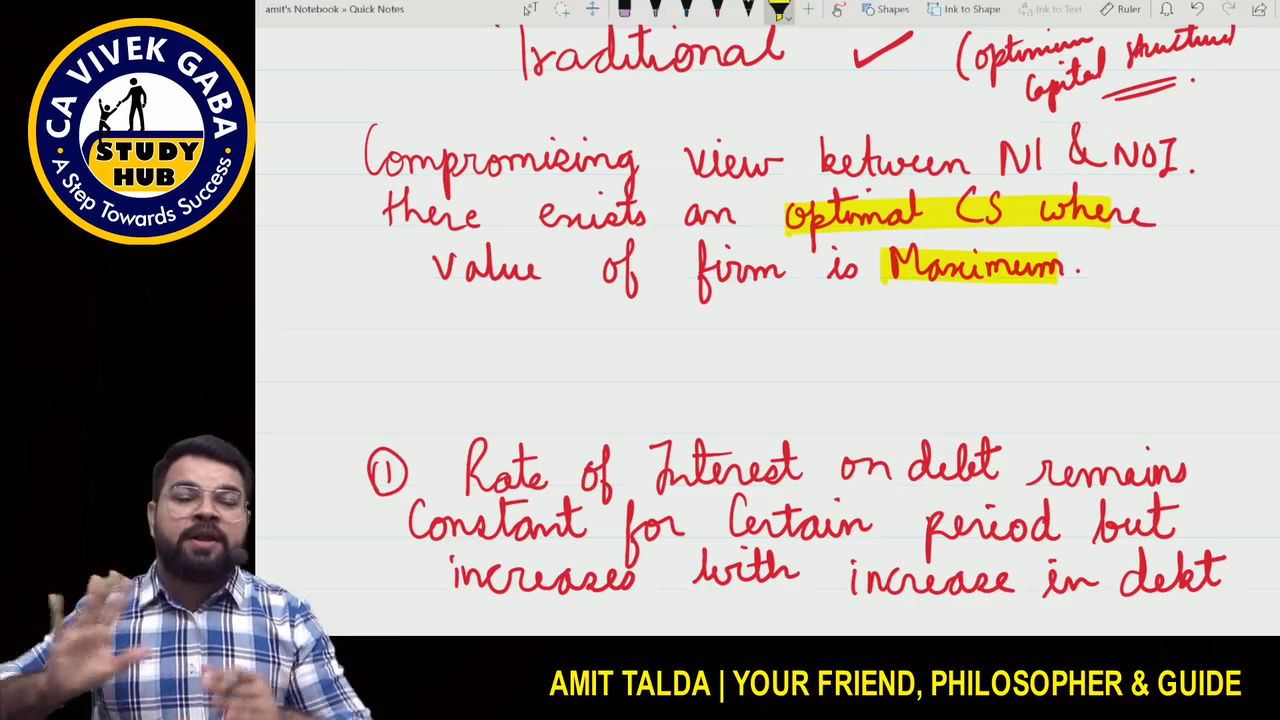 amit's Notebook » Quick Notes
Shapes
Ink to Shape
Ink to Text
Ruler
Traditional ✓ (optimum
Capital structure
Compromising view between NI & NOI.
there exists an optimal CS where
value of firm is Maximum.
① Rate of Interest on debt remains
Constant for Certain period but
increases with increase in debt
CA VIVEK GABA
STUDY
HUB
• A Step Towards Success •
AMIT TALDA | YOUR FRIEND, PHILOSOPHER & GUIDE